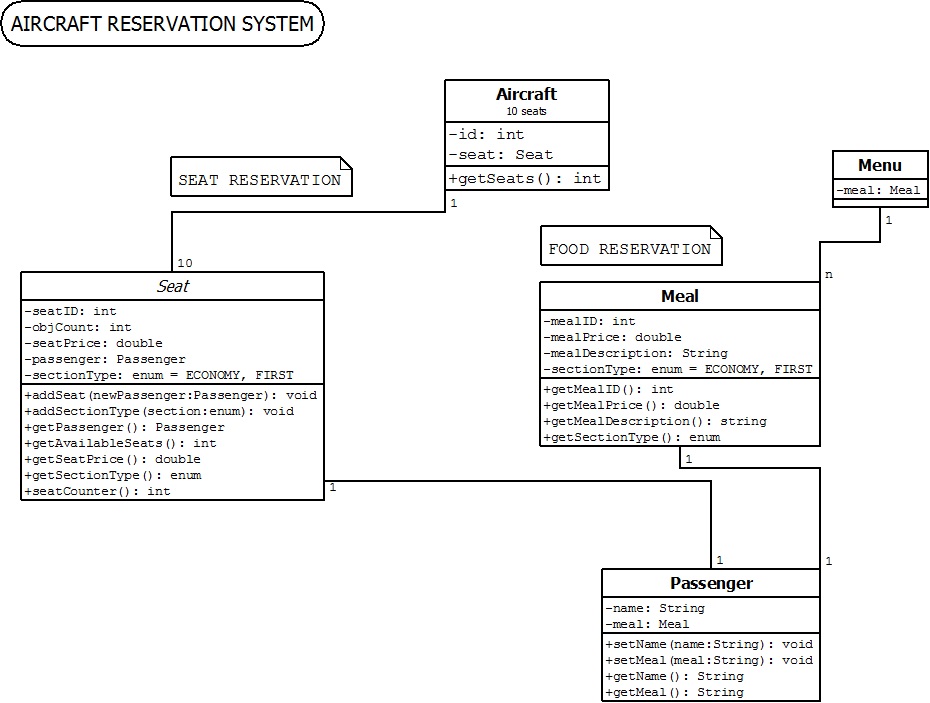 AIRCRAFT RESERVATION SYSTEM
Aircraft
10 seats
-id: int
-seat: Seat
+getSeats(): int
1
SEAT RESERVATION
10
Seat
-seatID: int
-objCount: int
-seatPrice: double
-passenger: Passenger
-sectionType: enum = ECONOMY, FIRST
+addSeat(newPassenger:Passenger): void
+addSectionType(section:enum): void
+getPassenger(): Passenger
+getAvailableSeats(): int
+getSeatPrice(): double
+getSectionType(): enum
+seatCounter(): int
1
Menu
-meal: Meal
1
FOOD RESERVATION
n
Meal
-mealID: int
-mealPrice: double
-mealDescription: String
-sectionType: enum = ECONOMY, FIRST
+getMealID(): int
+getMealPrice(): double
+getMealDescription(): string
+getSectionType(): enum
1
1
1
Passenger
-name: String
-meal: Meal
+setName(name:String): void
+setMeal(meal:String): void
+getName(): String
+getMeal(): String